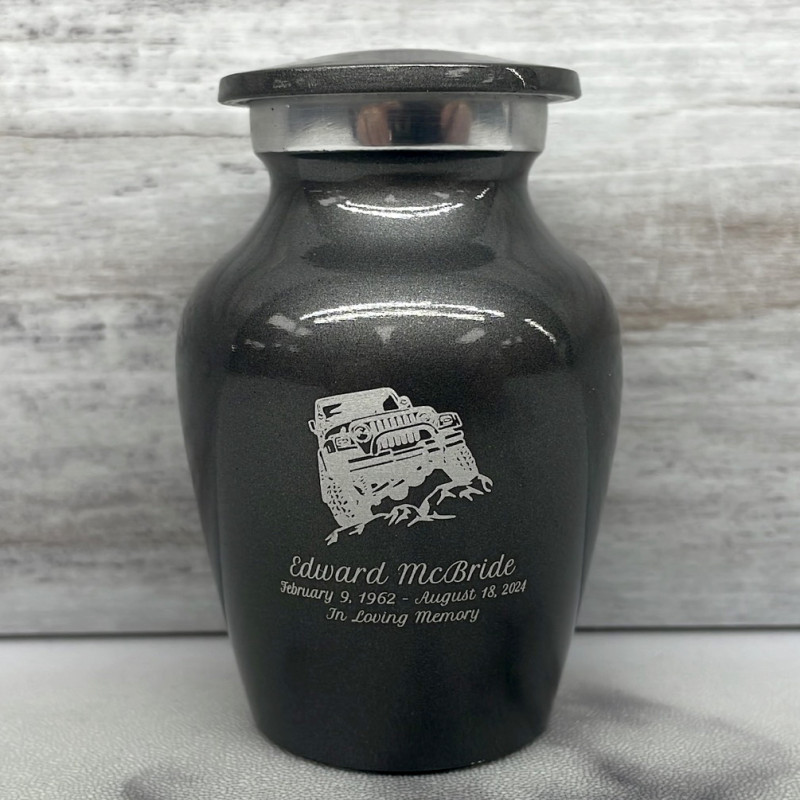 Edward McBride
February 9, 1962 - August 18, 2024
In Loving Memory